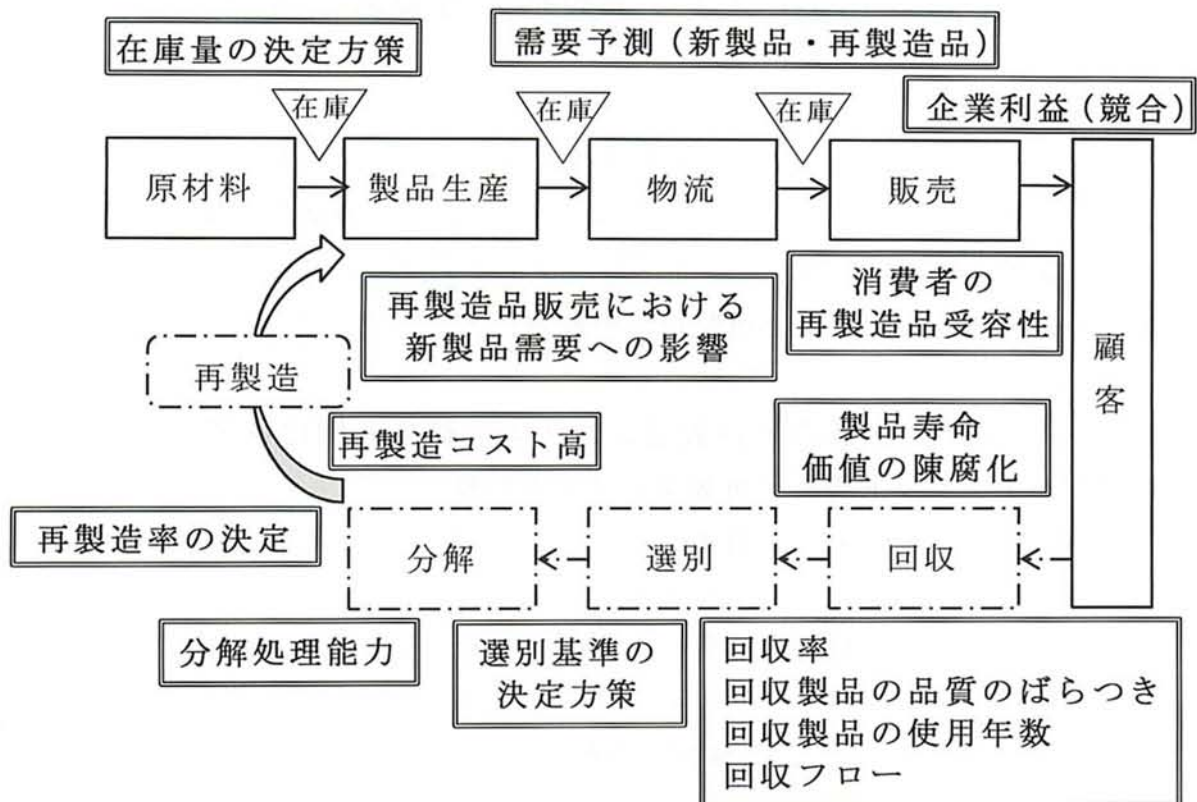 在庫量の決定方策
需要予測（新製品・再製造品）
企業利益（競合）
在庫
在庫
在庫
原材料
製品生産
物流
販売
顧客
再製造品販売における
新製品需要への影響
消費者の
再製造品受容性
再製造
再製造コスト高
製品寿命
価値の陳腐化
再製造率の決定
分解
選別
回収
分解処理能力
選別基準の
決定方策
回収率
回収製品の品質のばらつき
回収製品の使用年数
回収フロー